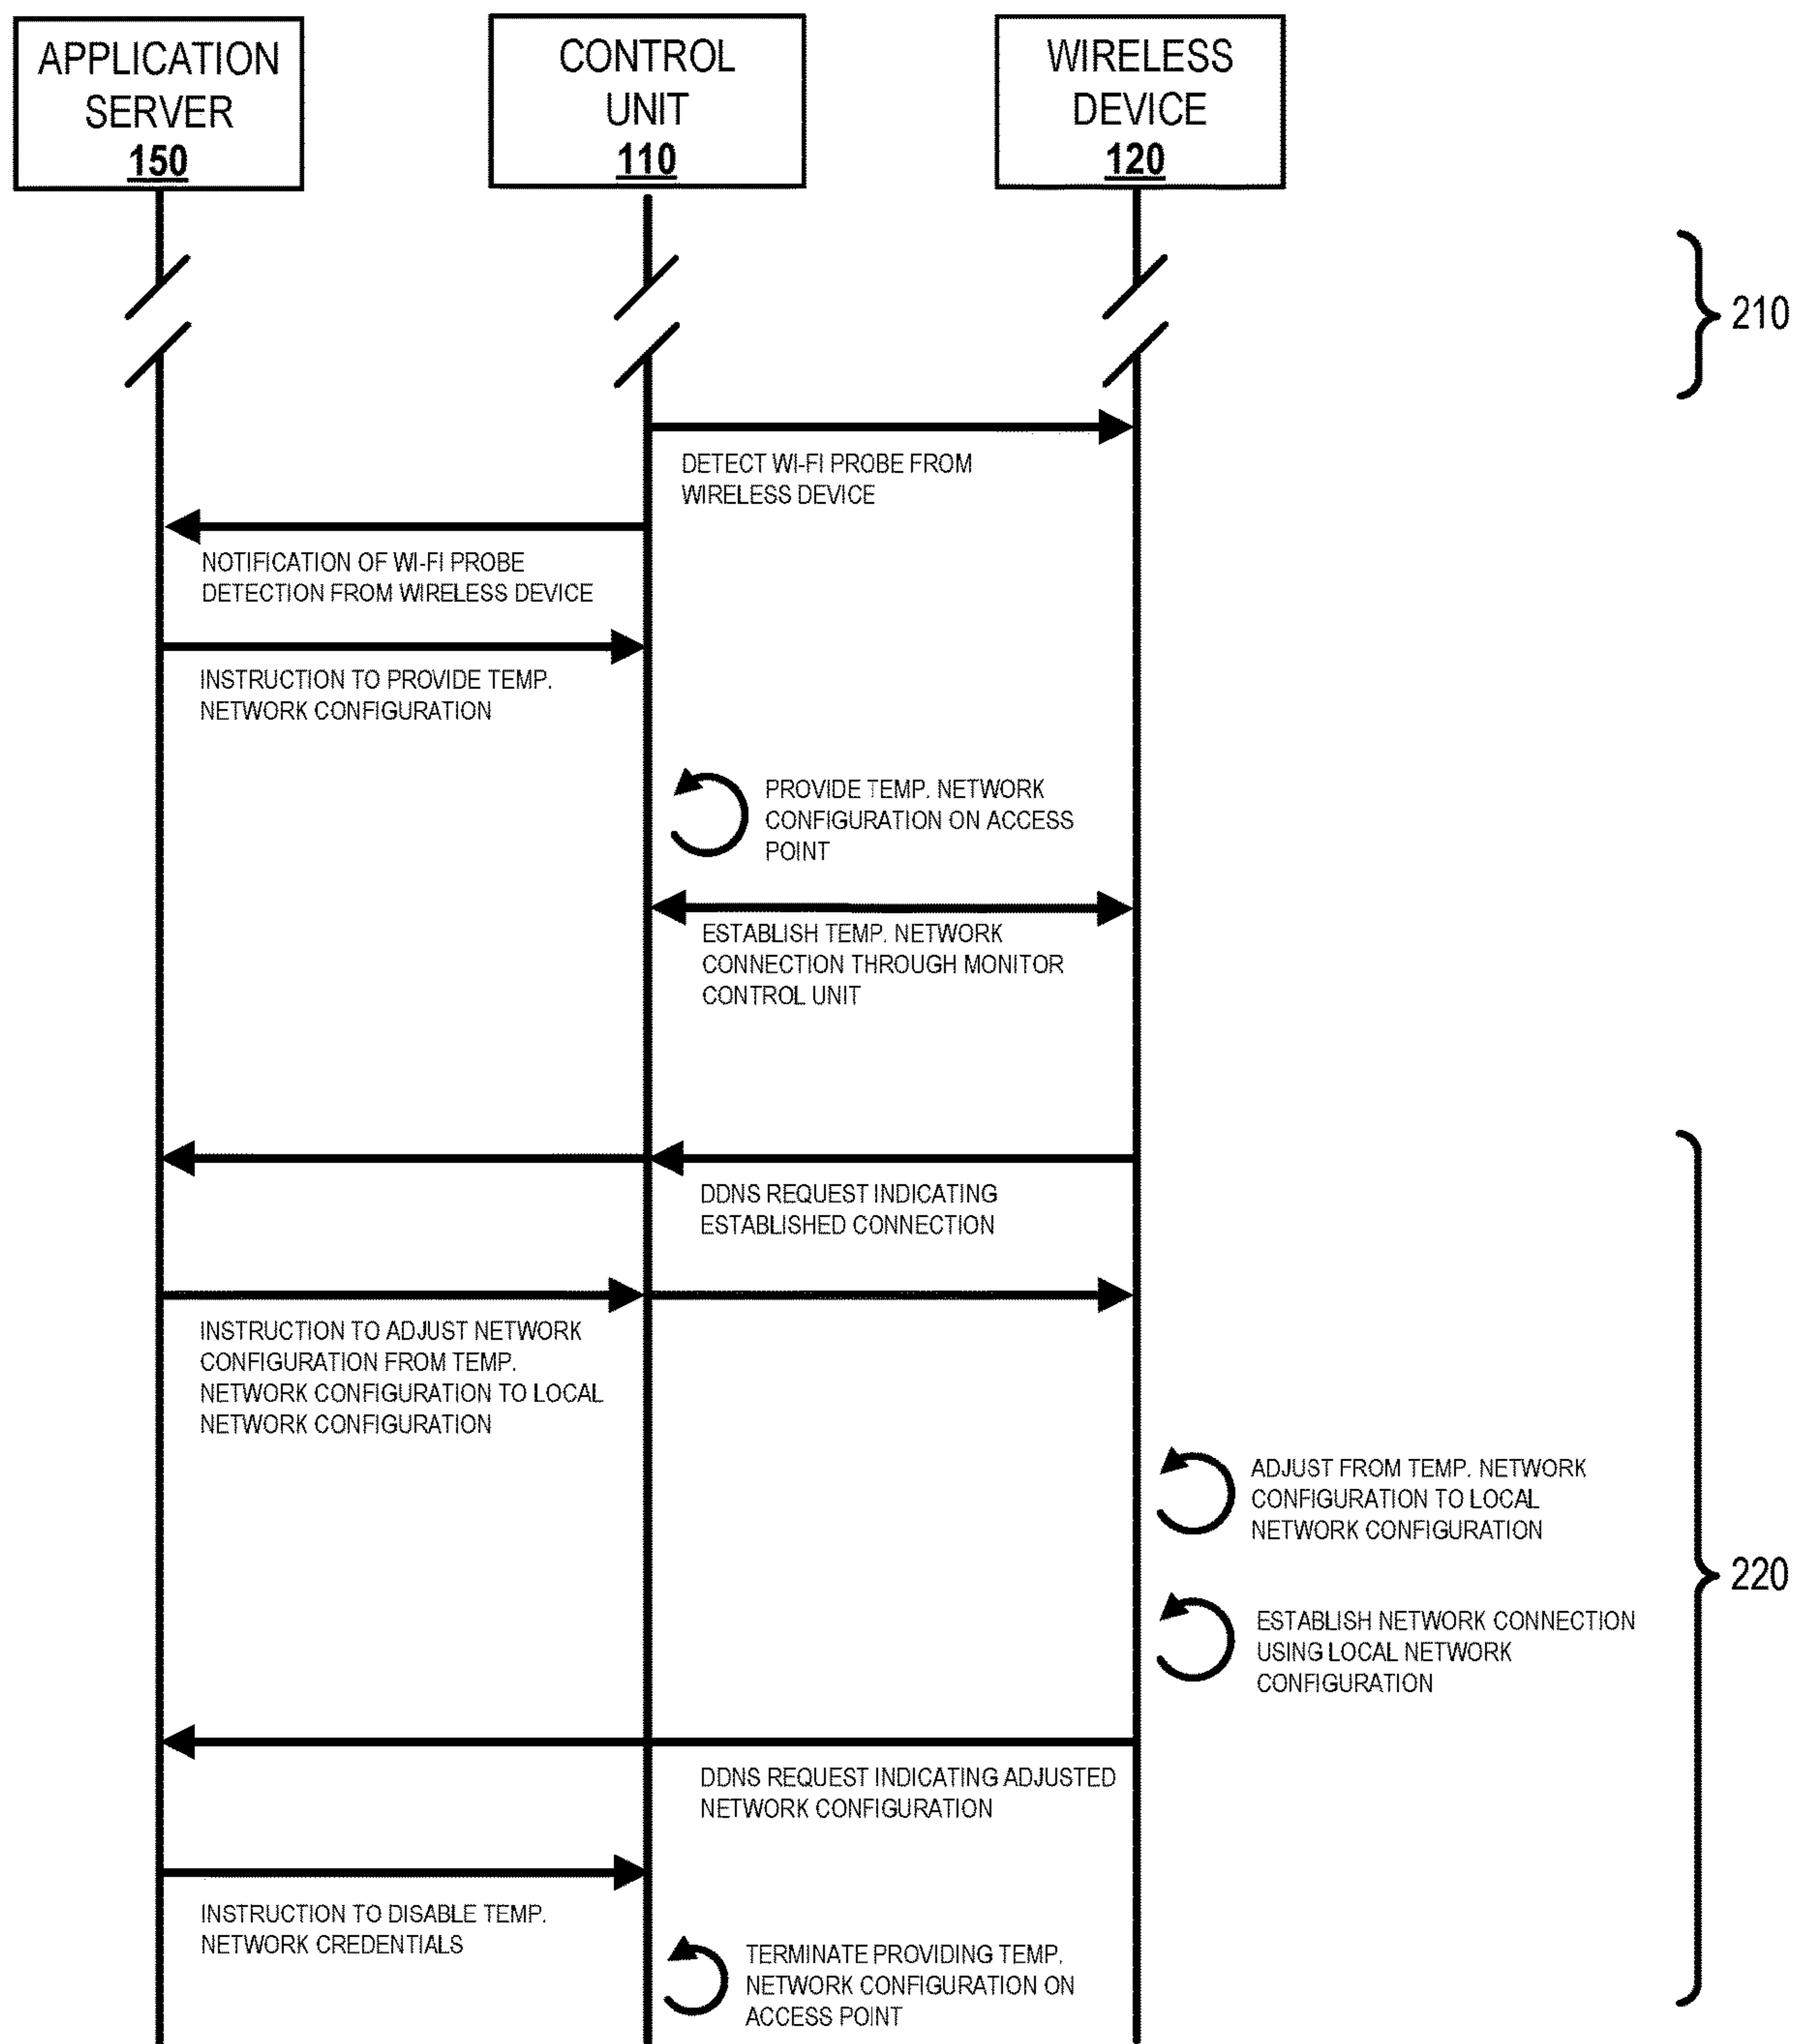 APPLICATION
SERVER
150
CONTROL
UNIT
110
WIRELESS
DEVICE
120
210
DETECT WI-FI PROBE FROM
WIRELESS DEVICE
NOTIFICATION OF WI-FI PROBE
DETECTION FROM WIRELESS DEVICE
INSTRUCTION TO PROVIDE TEMP.
NETWORK CONFIGURATION
PROVIDE TEMP. NETWORK
CONFIGURATION ON ACCESS
POINT
ESTABLISH TEMP. NETWORK
CONNECTION THROUGH MONITOR
CONTROL UNIT
DDNS REQUEST INDICATING
ESTABLISHED CONNECTION
INSTRUCTION TO ADJUST NETWORK
CONFIGURATION FROM TEMP.
NETWORK CONFIGURATION TO LOCAL
NETWORK CONFIGURATION
ADJUST FROM TEMP. NETWORK
CONFIGURATION TO LOCAL
NETWORK CONFIGURATION
220
ESTABLISH NETWORK CONNECTION
USING LOCAL NETWORK
CONFIGURATION
DDNS REQUEST INDICATING ADJUSTED
NETWORK CONFIGURATION
INSTRUCTION TO DISABLE TEMP.
NETWORK CREDENTIALS
TERMINATE PROVIDING TEMP.
NETWORK CONFIGURATION ON
ACCESS POINT